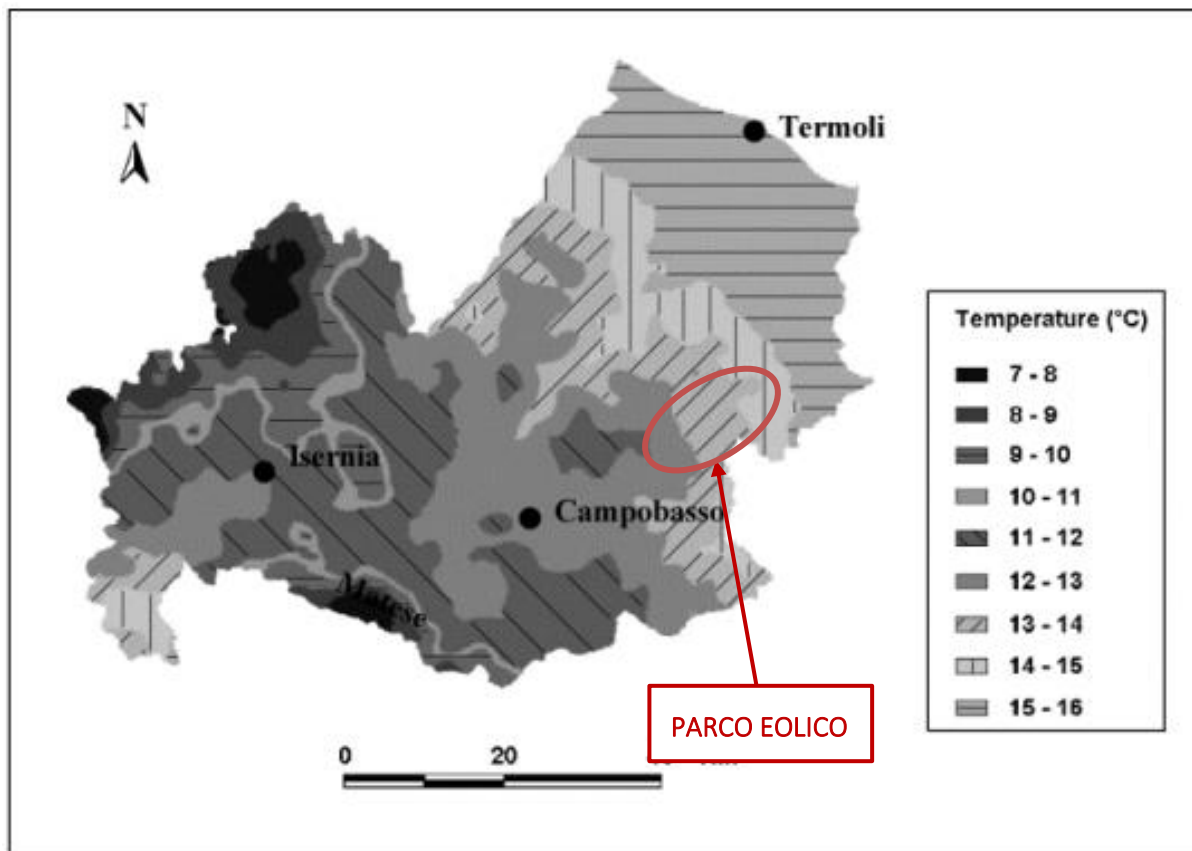 N
Termoli
Isernia
Campobasso
Matese
Temperature (°C)
7 - 8
8 - 9
9 - 10
10 - 11
11 - 12
12 - 13
13 - 14
14 - 15
15 - 16
PARCO EOLICO
0 20